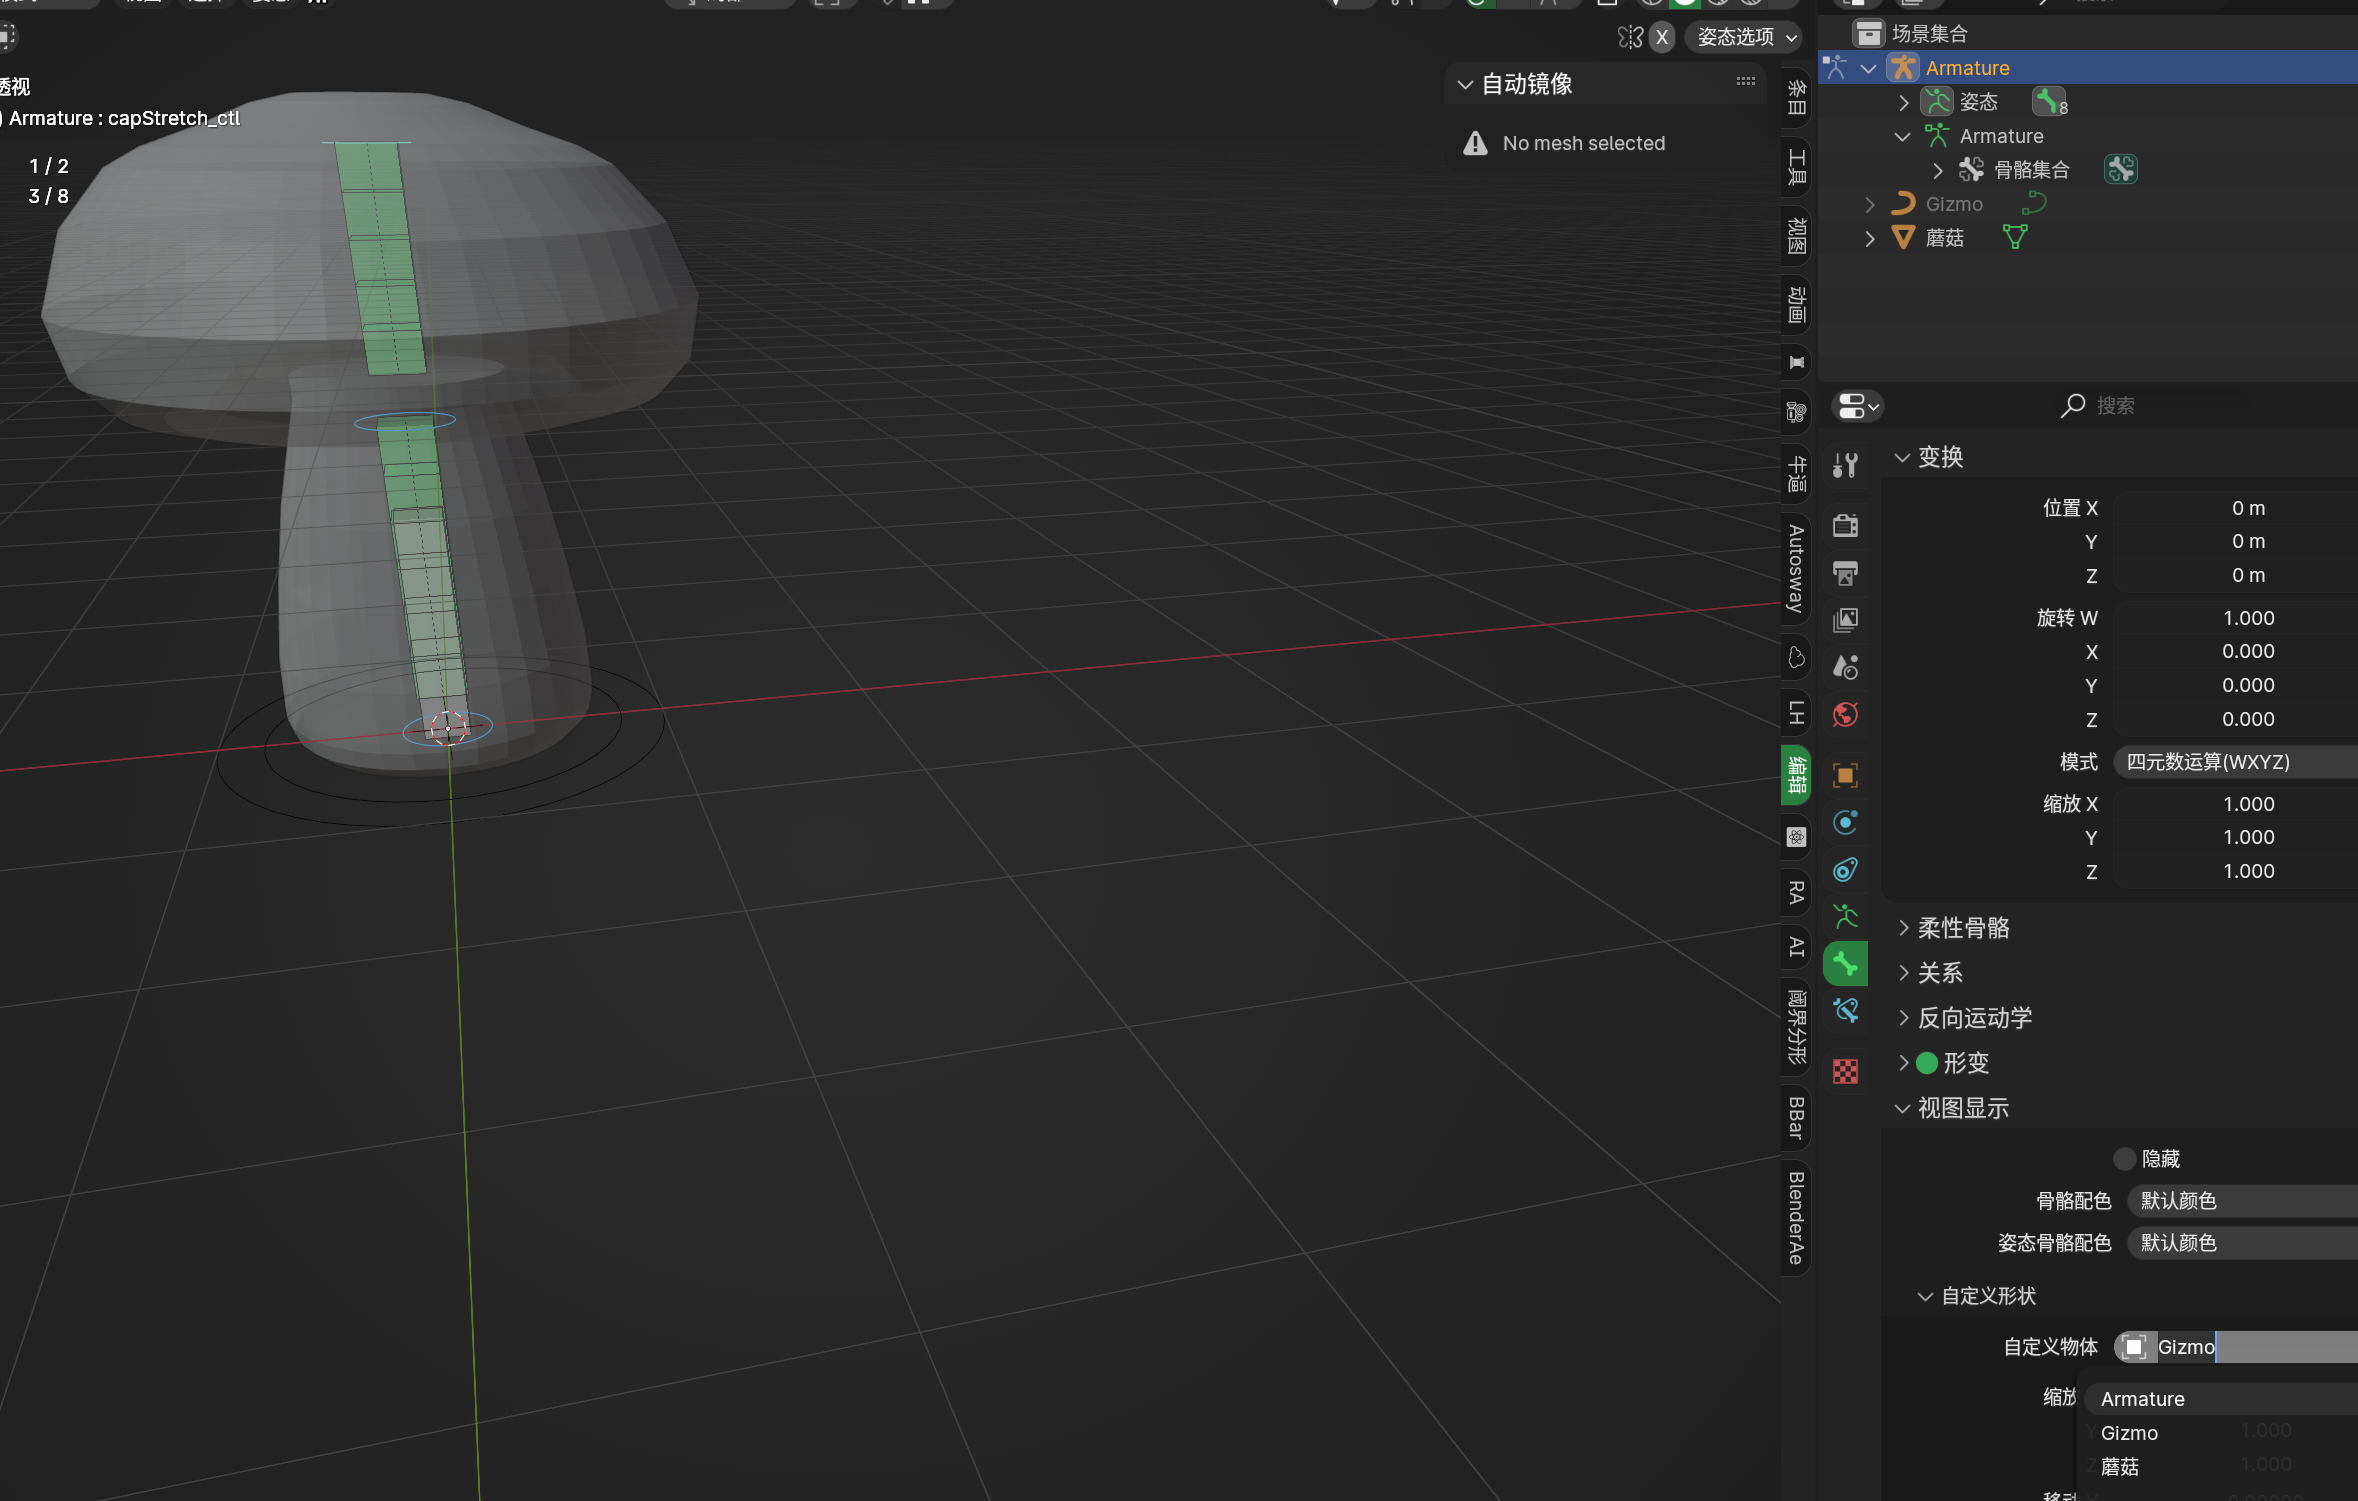 透视
Armature : capStretch_ctl
1 / 2
3 / 8
X
姿态选项
自动镜像
No mesh selected
条目
工具
视图
动画
牛逼
Autosway
LH
编辑
RA
AI
阈界分形
BBar
BlenderAe
场景集合
Armature
姿态
8
Armature
骨骼集合
Gizmo
蘑菇
搜索
变换
位置 X 0 m
Y 0 m
Z 0 m
旋转 W 1.000
X 0.000
Y 0.000
Z 0.000
模式 四元数运算(WXYZ)
缩放 X 1.000
Y 1.000
Z 1.000
柔性骨骼
关系
反向运动学
形变
视图显示
隐藏
骨骼配色 默认颜色
姿态骨骼配色 默认颜色
自定义形状
自定义物体 Gizmo
缩放
Armature
Y Gizmo 1.000
Z 蘑菇 1.000